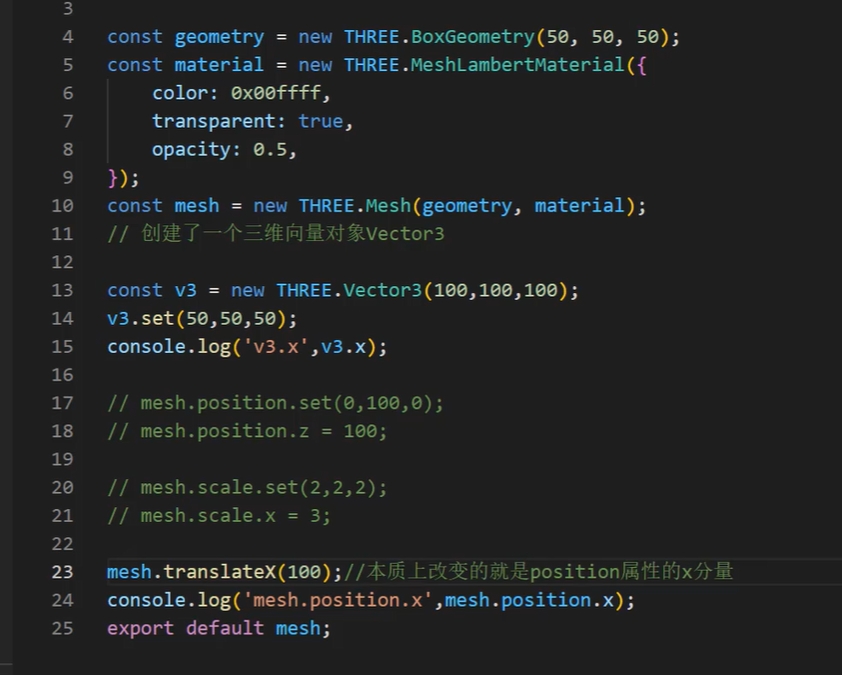 3
4 const geometry = new THREE.BoxGeometry(50, 50, 50);
5 const material = new THREE.MeshLambertMaterial({
6     color: 0x00ffff,
7     transparent: true,
8     opacity: 0.5,
9 });
10 const mesh = new THREE.Mesh(geometry, material);
11 // 创建了一个三维向量对象Vector3
12
13 const v3 = new THREE.Vector3(100,100,100);
14 v3.set(50,50,50);
15 console.log('v3.x',v3.x);
16
17 // mesh.position.set(0,100,0);
18 // mesh.position.z = 100;
19
20 // mesh.scale.set(2,2,2);
21 // mesh.scale.x = 3;
22
23 mesh.translateX(100);//本质上改变的就是position属性的x分量
24 console.log('mesh.position.x',mesh.position.x);
25 export default mesh;